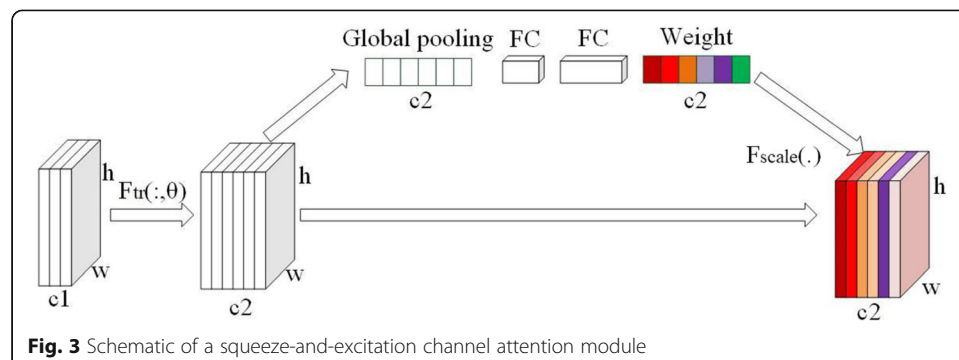 Global pooling FC FC Weight
c2 c2
Fscale(.)
h Ftr(:,θ) h h
w w w
c1 c2 c2
Fig. 3 Schematic of a squeeze-and-excitation channel attention module